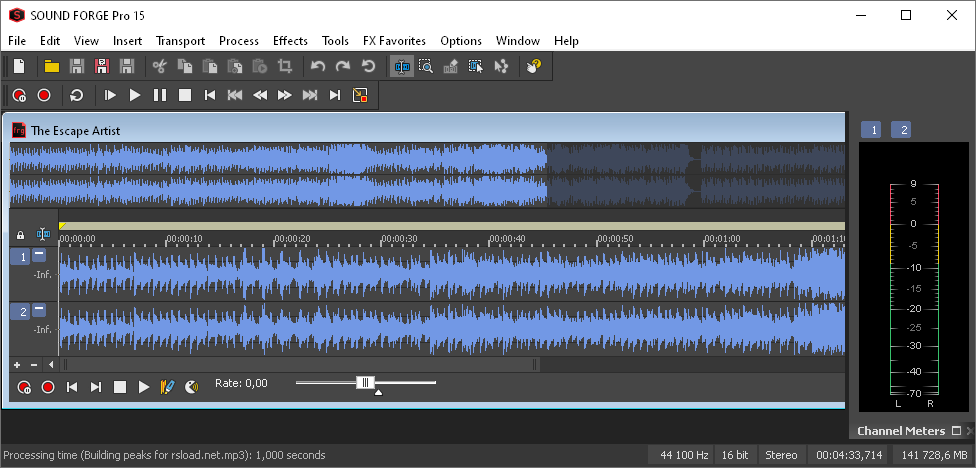 SOUND FORGE Pro 15
File Edit View Insert Transport Process Effects Tools FX Favorites Options Window Help
The Escape Artist
1 2
00:00:00 00:00:10 00:00:20 00:00:30 00:00:40 00:00:50 00:01:00 00:01:10
1
-Inf.
2
-Inf.
Rate: 0,00
9
5
0
-5
-10
-15
-20
-25
-30
-40
-70
L R
Channel Meters
Processing time (Building peaks for rsload.net.mp3): 1,000 seconds
44 100 Hz 16 bit Stereo 00:04:33,714 141 728,6 MB